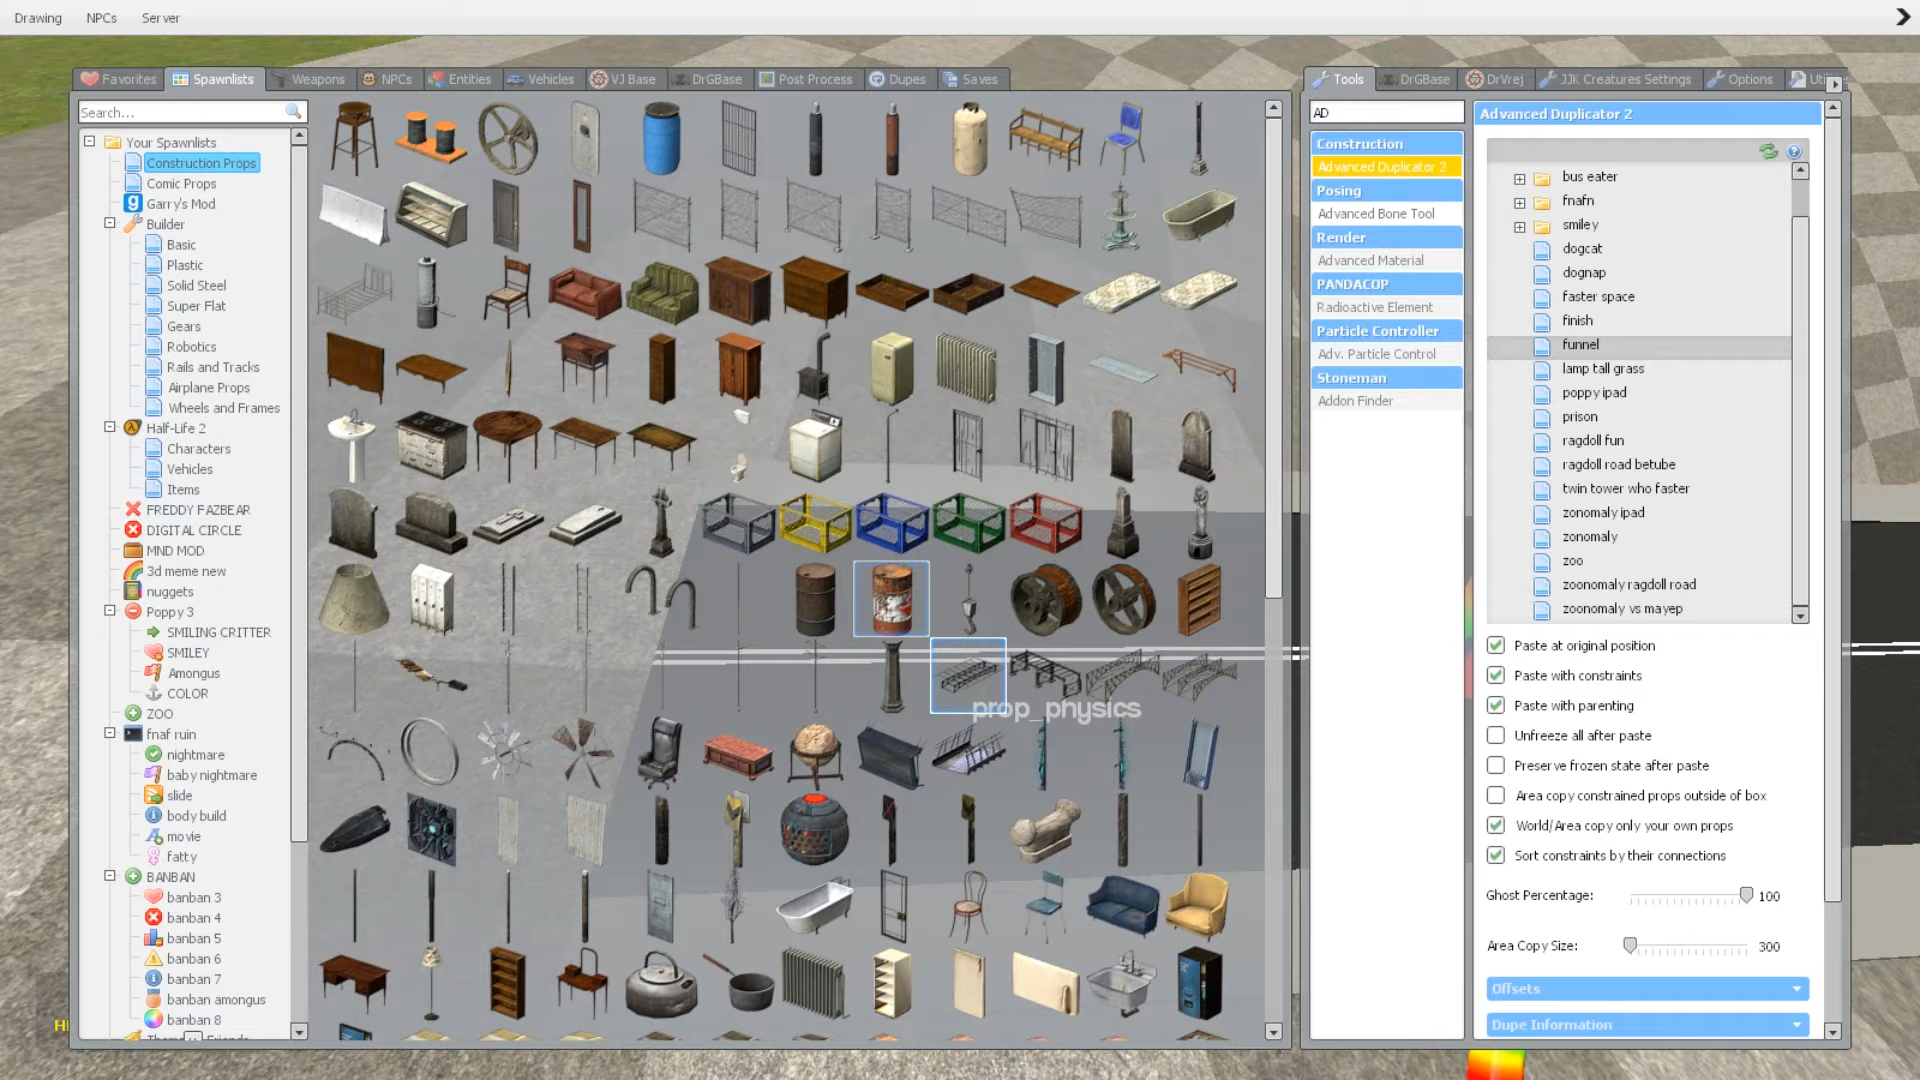 Drawing NPCs Server
Favorites Spawnlists Weapons NPCs Entities Vehicles VJ Base DrGBase Post Process Dupes Saves
Tools DrGBase DrVrej JJK Creatures Settings Options
Search...
Your Spawnlists
Construction Props
Comic Props
Garry's Mod
Builder
Basic
Plastic
Solid Steel
Super Flat
Gears
Robotics
Rails and Tracks
Airplane Props
Wheels and Frames
Half-Life 2
Characters
Vehicles
Items
FREDDY FAZBEAR
DIGITAL CIRCLE
MND MOD
3d meme new
nuggets
Poppy 3
SMILING CRITTER
SMILEY
Amongus
COLOR
ZOO
fnaf ruin
nightmare
baby nightmare
slide
body build
movie
fatty
BANBAN
banban 3
banban 4
banban 5
banban 6
banban 7
banban amongus
banban 8
prop_physics
AD
Construction
Advanced Duplicator 2
Posing
Advanced Bone Tool
Render
Advanced Material
PANDACOP
Radioactive Element
Particle Controller
Adv. Particle Control
Stoneman
Addon Finder
Advanced Duplicator 2
bus eater
fnafn
smiley
dogcat
dognap
faster space
finish
funnel
lamp tall grass
poppy ipad
prison
ragdoll fun
ragdoll road betube
twin tower who faster
zonomaly ipad
zonomaly
zoo
zoonomaly ragdoll road
zoonomaly vs mayep
Paste at original position
Paste with constraints
Paste with parenting
Unfreeze all after paste
Preserve frozen state after paste
Area copy constrained props outside of box
World/Area copy only your own props
Sort constraints by their connections
Ghost Percentage: 100
Area Copy Size: 300
Offsets
Dupe Information